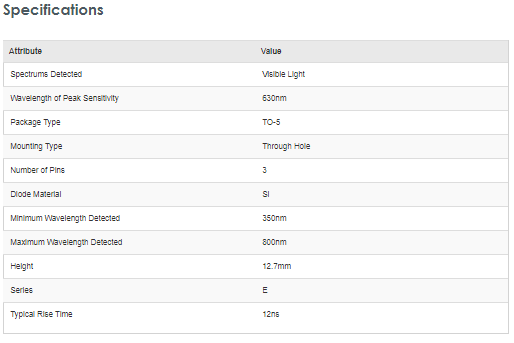 Specifications
Attribute Value
Spectrums Detected Visible Light
Wavelength of Peak Sensitivity 630nm
Package Type TO-5
Mounting Type Through Hole
Number of Pins 3
Diode Material Si
Minimum Wavelength Detected 350nm
Maximum Wavelength Detected 800nm
Height 12.7mm
Series E
Typical Rise Time 12ns